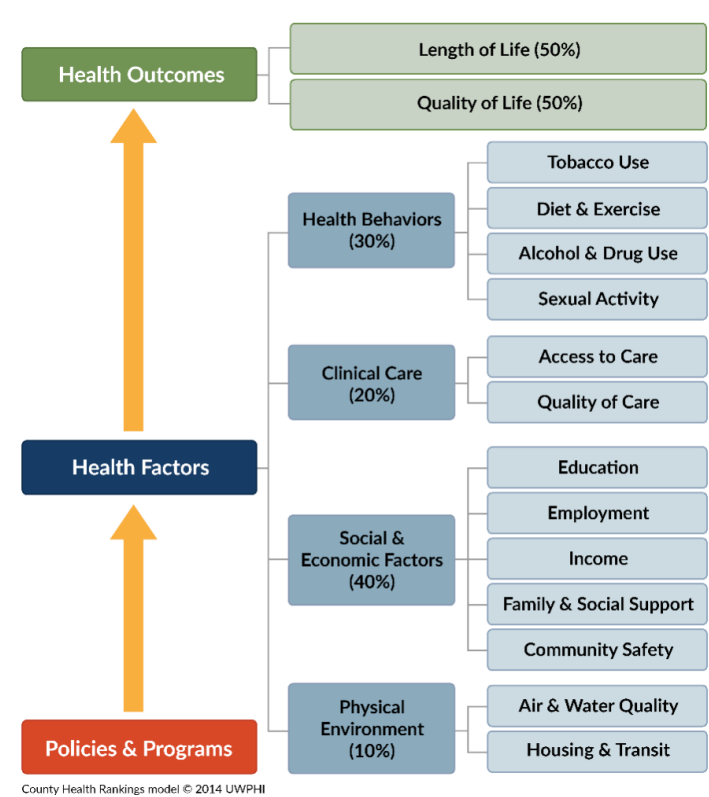 Health Outcomes
Length of Life (50%)
Quality of Life (50%)
Health Factors
Health Behaviors
(30%)
Tobacco Use
Diet & Exercise
Alcohol & Drug Use
Sexual Activity
Clinical Care
(20%)
Access to Care
Quality of Care
Social &
Economic Factors
(40%)
Education
Employment
Income
Family & Social Support
Community Safety
Physical
Environment
(10%)
Air & Water Quality
Housing & Transit
Policies & Programs
County Health Rankings model © 2014 UWPHI